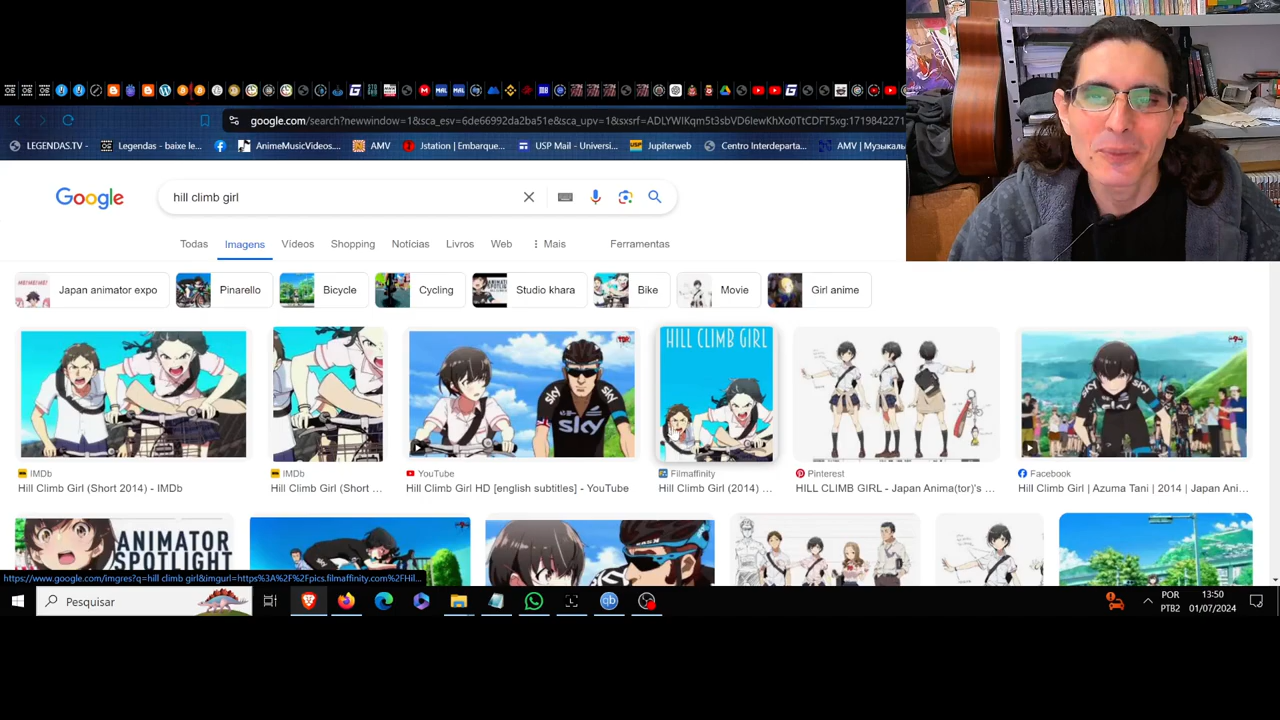 google.com/search?newwindow=1&sca_esv=6de66992da2ba51e&sca_upv=1&sxsrf=ADLYWIKqm5t3sbVD6IewKhXo0TtCDFT5xg:1719842271
LEGENDAS.TV - Legendas - baixe le... AnimeMusicVideos.... AMV Jstation | Embarque... USP Mail - Universi... Jupiterweb Centro Interdeparta... AMV | Музыкаль
Google hill climb girl
Todas Imagens Vídeos Shopping Notícias Livros Web Mais Ferramentas
Japan animator expo Pinarello Bicycle Cycling Studio khara Bike Movie Girl anime
HILL CLIMB GIRL
sky
SKY
IMDb IMDb YouTube Filmaffinity Pinterest Facebook
Hill Climb Girl (Short 2014) - IMDb Hill Climb Girl (Short ... Hill Climb Girl HD [english subtitles] - YouTube Hill Climb Girl (2014) ... HILL CLIMB GIRL - Japan Anima(tor)'s ... Hill Climb Girl | Azuma Tani | 2014 | Japan Ani...
ANIMATOR
SPOTLIGHT
https://www.google.com/imgres?q=hill climb girl&imgurl=https%3A%2F%2Fpics.filmaffinity.com%2FHil...
Pesquisar
POR 13:50
PTB2 01/07/2024